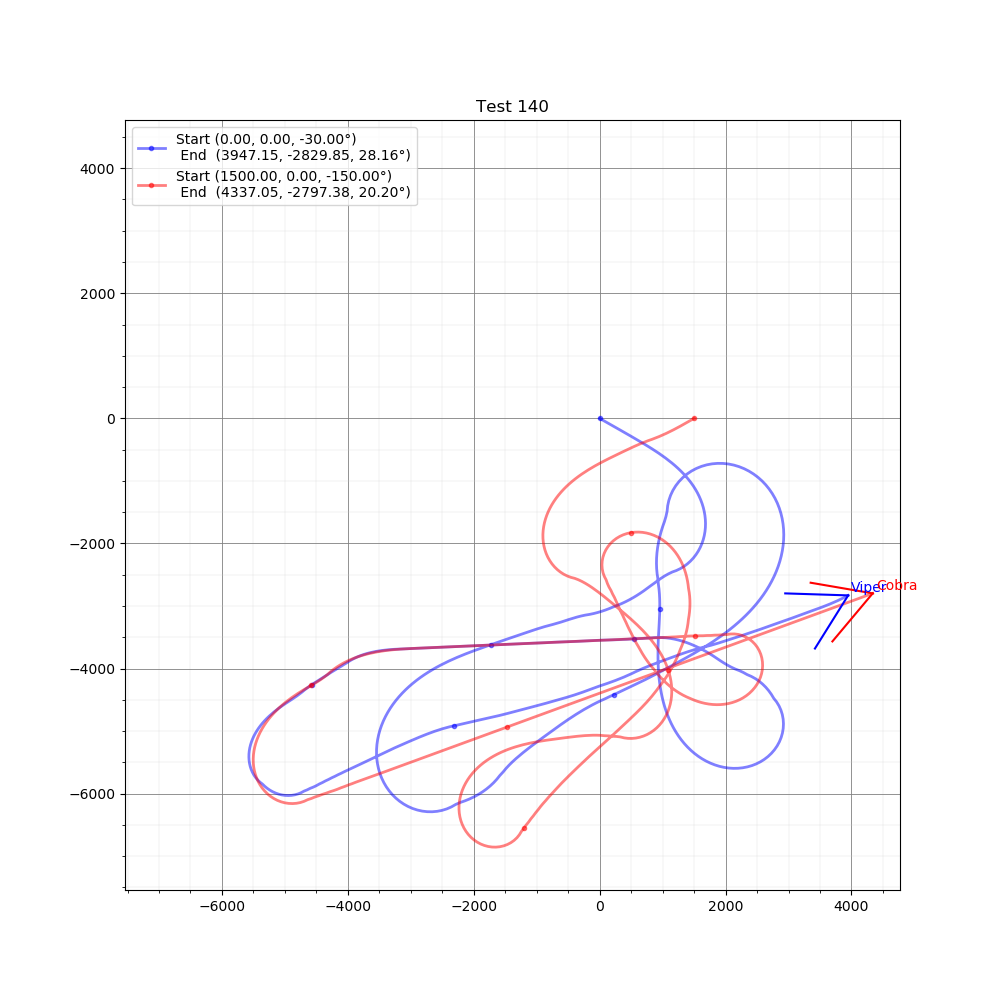 Test 140
Start (0.00, 0.00, -30.00°)
End (3947.15, -2829.85, 28.16°)
Start (1500.00, 0.00, -150.00°)
End (4337.05, -2797.38, 20.20°)
4000
2000
0
−2000
−4000
−6000
Viper
Cobra
−6000
−4000
−2000
0
2000
4000